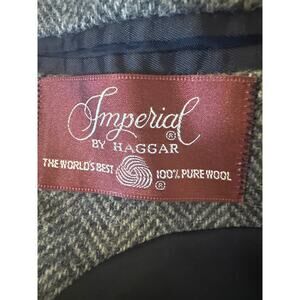 Imperial ®
BY HAGGAR
THE WORLD'S BEST 100% PURE WOOL
®